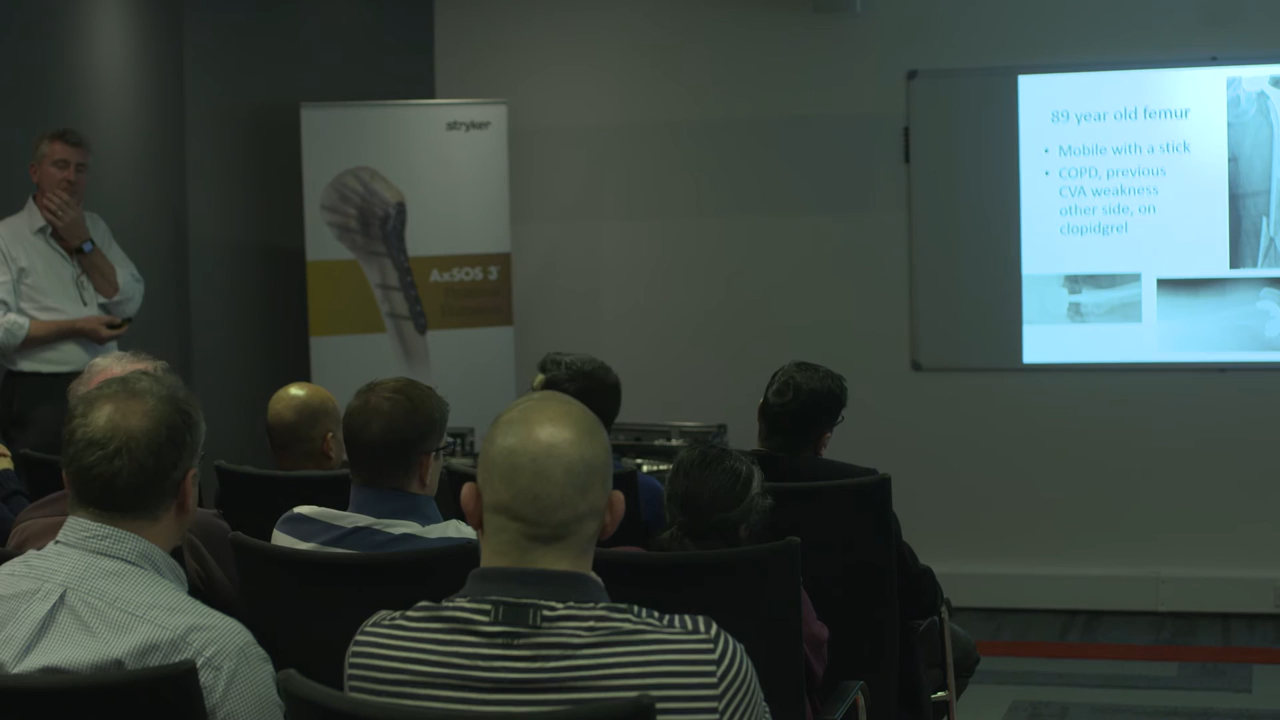 stryker
AxSOS 3
89 year old femur
• Mobile with a stick
• COPD, previous
CVA weakness
other side, on
clopidgrel